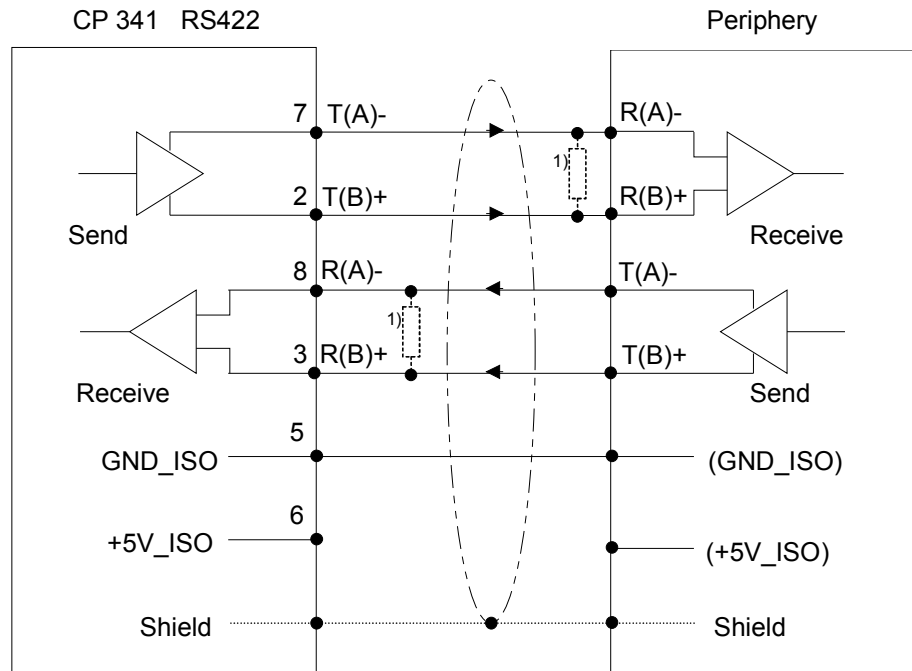 CP 341 RS422
Periphery
7 T(A)-
R(A)-
1)
2 T(B)+
R(B)+
Send
Receive
8 R(A)-
T(A)-
1)
3 R(B)+
T(B)+
Receive
Send
5
GND_ISO
(GND_ISO)
6
+5V_ISO
(+5V_ISO)
Shield
Shield